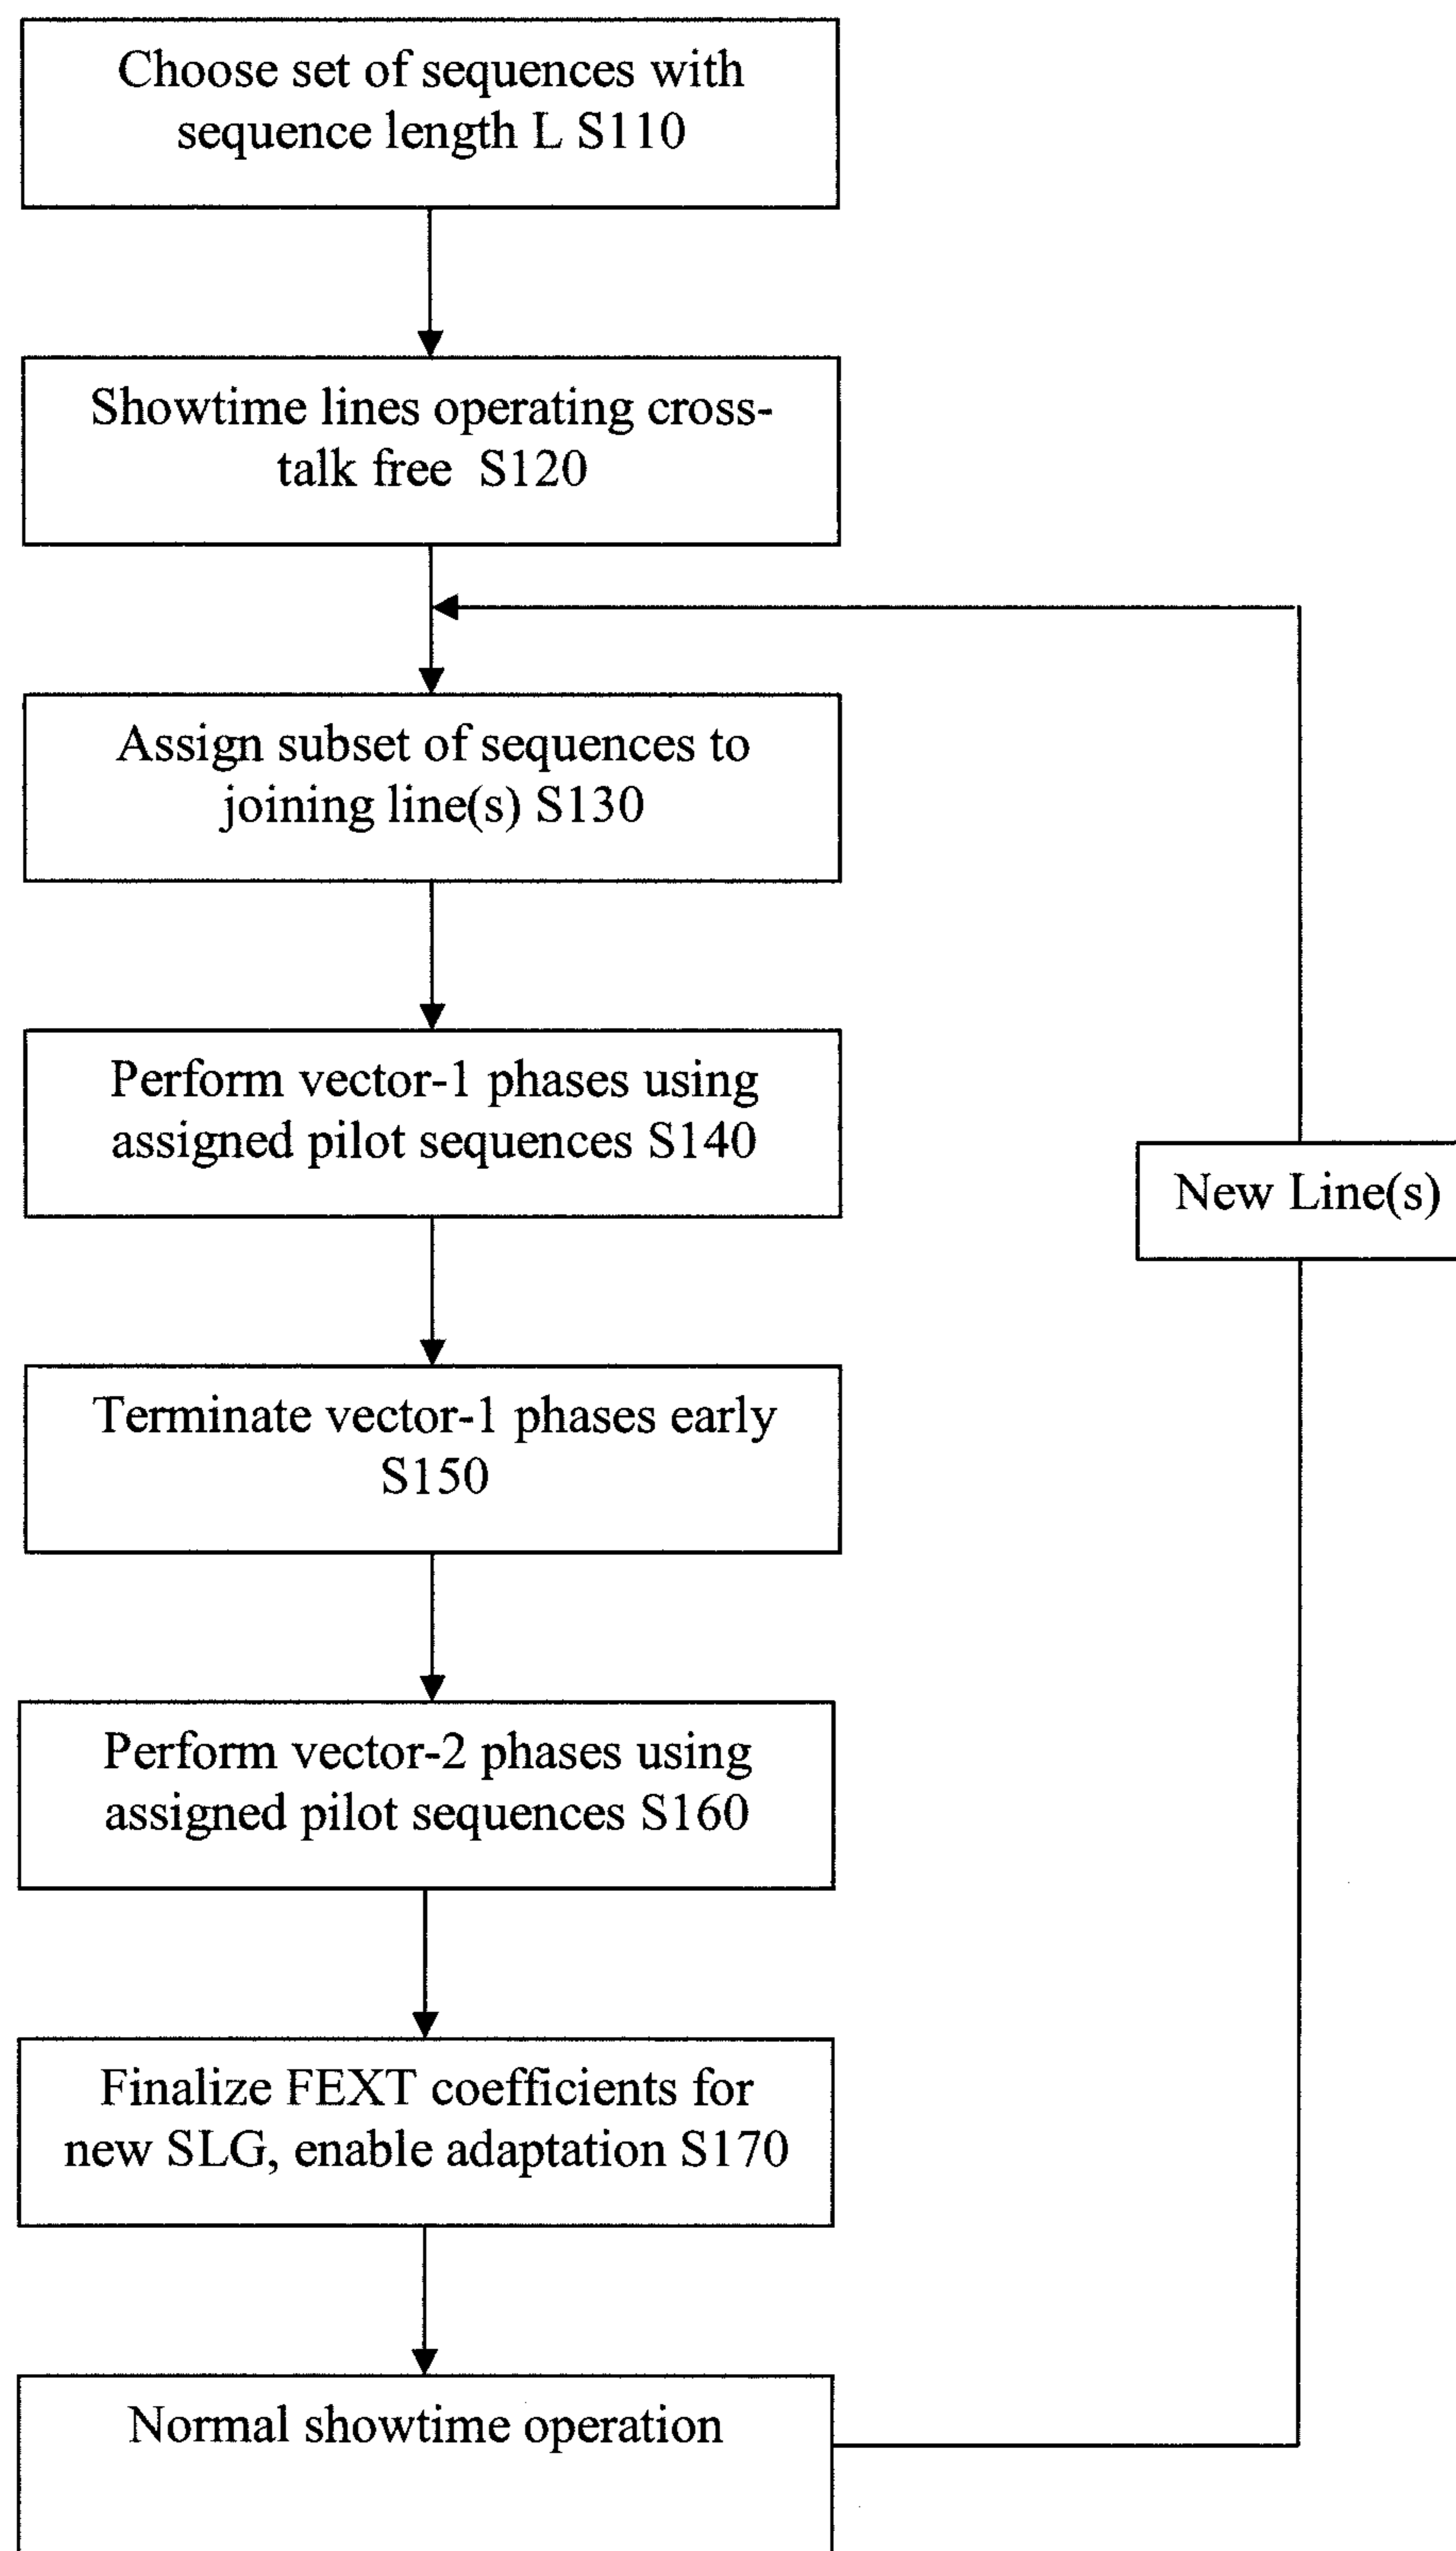 Choose set of sequences with
sequence length L S110
Showtime lines operating cross-
talk free S120
Assign subset of sequences to
joining line(s) S130
Perform vector-1 phases using
assigned pilot sequences S140
New Line(s)
Terminate vector-1 phases early
S150
Perform vector-2 phases using
assigned pilot sequences S160
Finalize FEXT coefficients for
new SLG, enable adaptation S170
Normal showtime operation